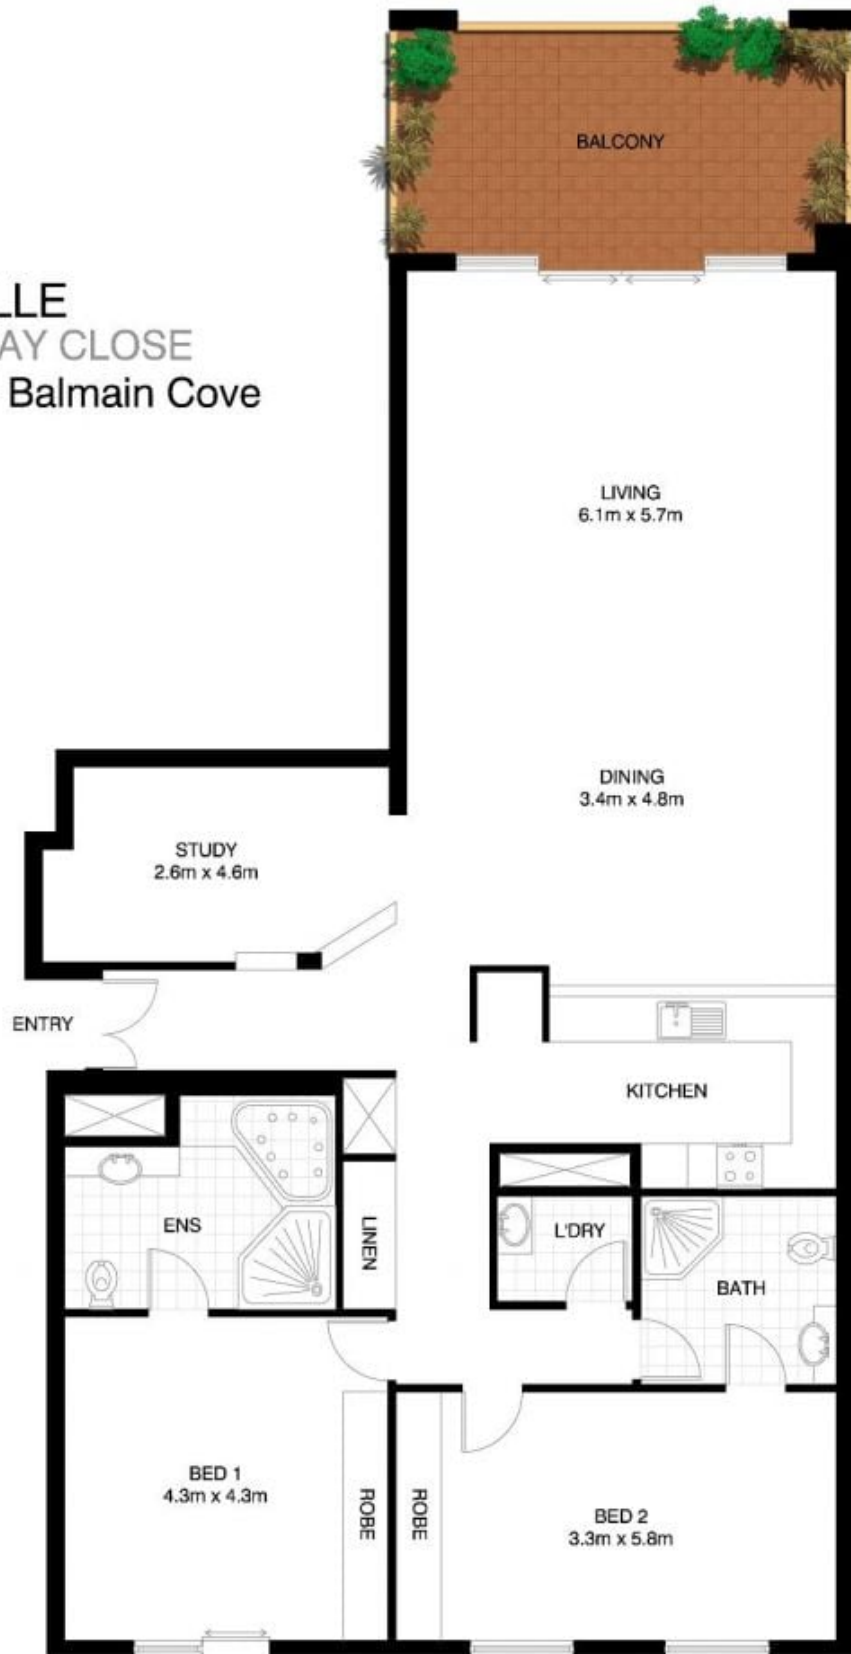 BALCONY
LLE
AY CLOSE
Balmain Cove
LIVING
6.1m x 5.7m
DINING
3.4m x 4.8m
STUDY
2.6m x 4.6m
ENTRY
KITCHEN
ENS
LINEN
L'DRY
BATH
BED 1
4.3m x 4.3m
ROBE
ROBE
BED 2
3.3m x 5.8m